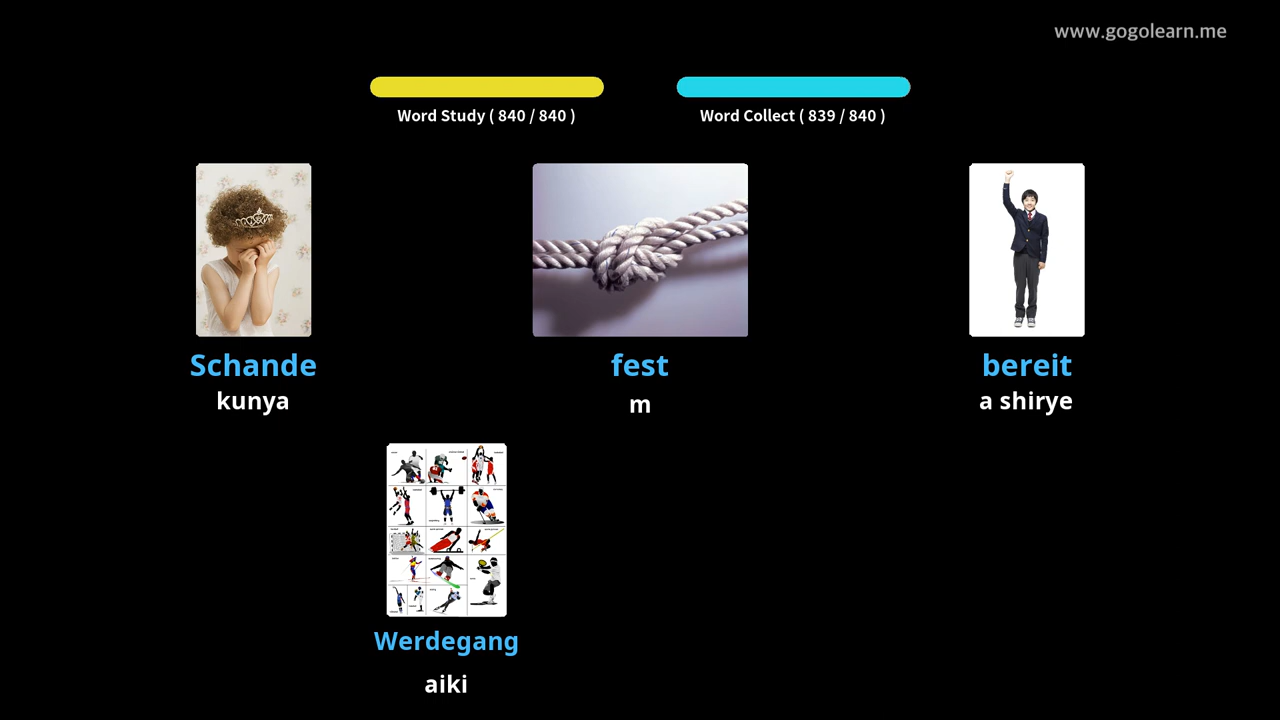 www.gogolearn.me
Word Study ( 840 / 840 )
Word Collect ( 839 / 840 )
Schande
fest
bereit
kunya
m
a shirye
Werdegang
aiki